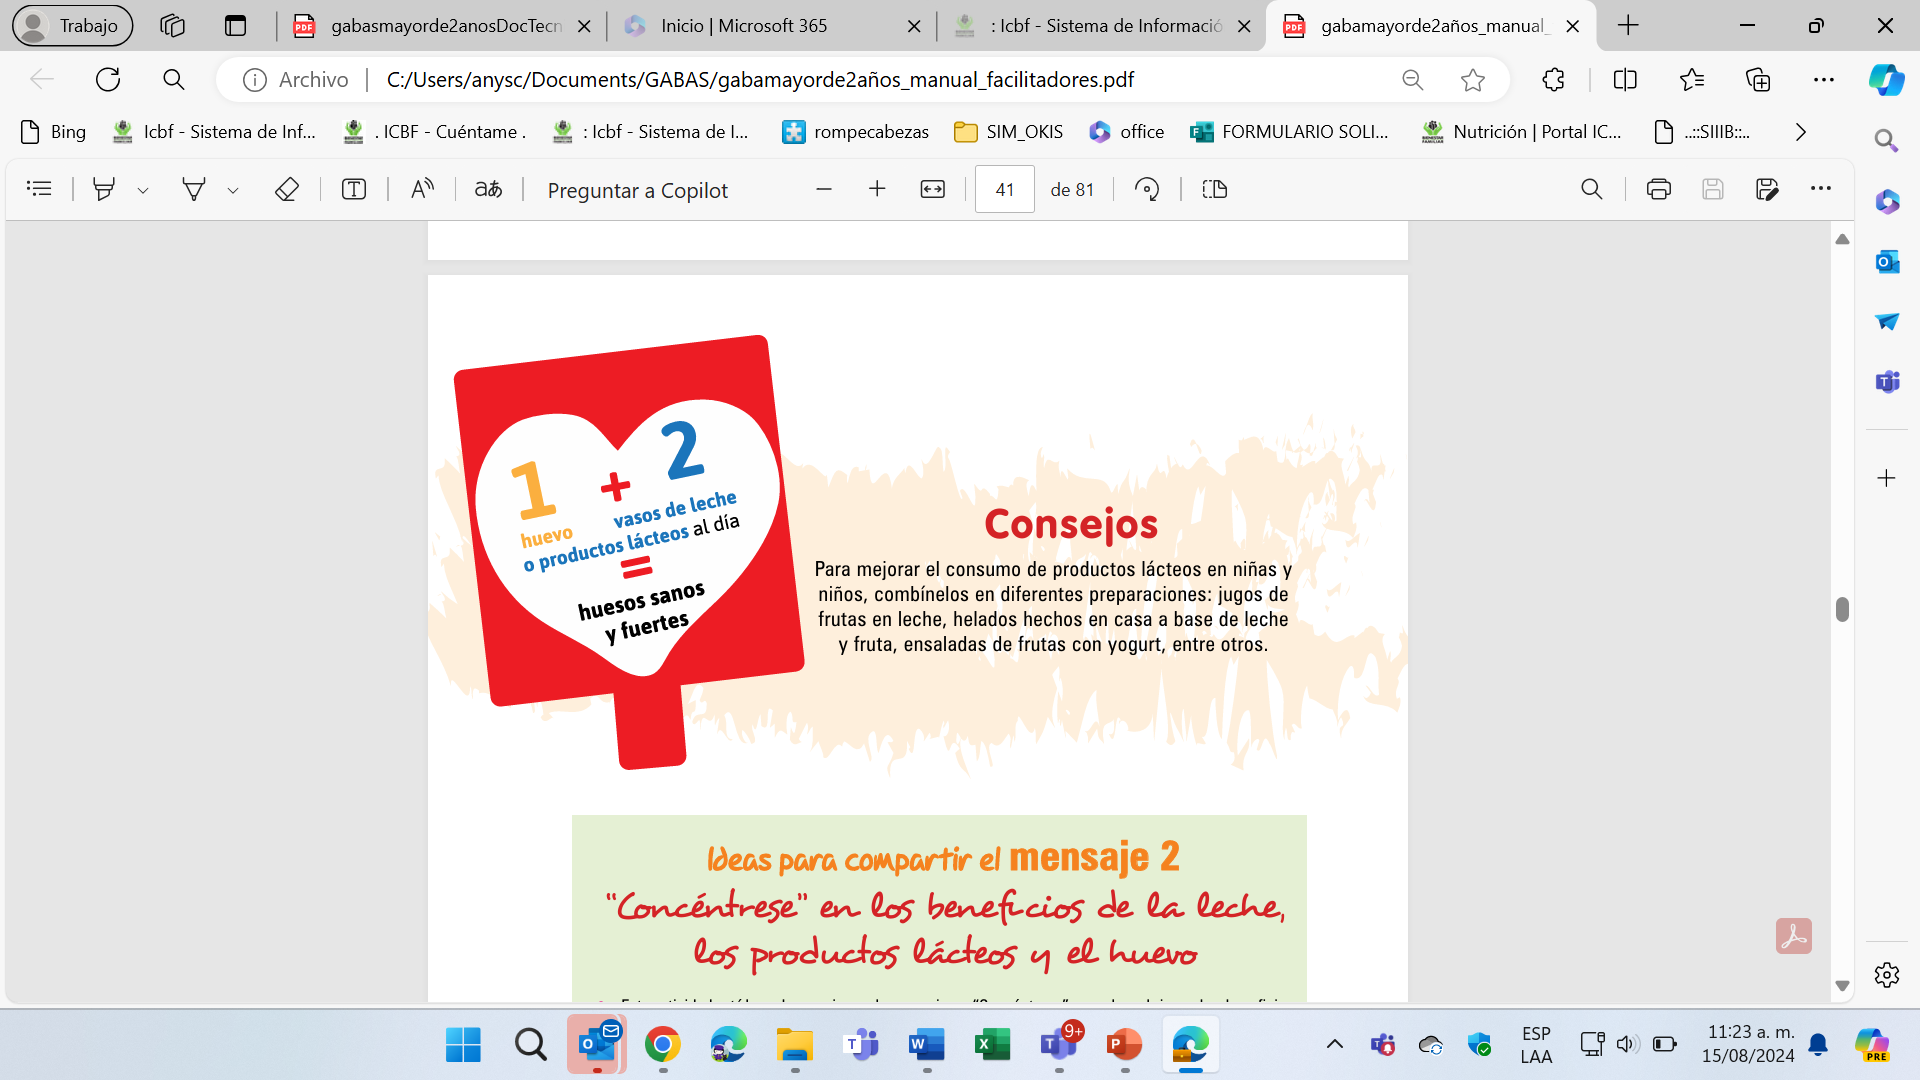 Trabajo
gabasmayorde2anosDocTecn
Inicio | Microsoft 365
: Icbf - Sistema de Informació
gabamayorde2años_manual_
Archivo
C:/Users/anysc/Documents/GABAS/gabamayorde2años_manual_facilitadores.pdf
Bing
Icbf - Sistema de Inf...
. ICBF - Cuéntame .
: Icbf - Sistema de I...
rompecabezas
SIM_OKIS
office
FORMULARIO SOLI...
Nutrición | Portal IC...
..::SIIIB::..
Preguntar a Copilot
41
de 81
1 + 2
huevo
vasos de leche
o productos lácteos al día
=
huesos sanos
y fuertes
Consejos
Para mejorar el consumo de productos lácteos en niñas y
niños, combínelos en diferentes preparaciones: jugos de
frutas en leche, helados hechos en casa a base de leche
y fruta, ensaladas de frutas con yogurt, entre otros.
Ideas para compartir el mensaje 2
"Concéntrese" en los beneficios de la leche,
los productos lácteos y el huevo
9+
ESP
LAA
11:23 a. m.
15/08/2024
PRE